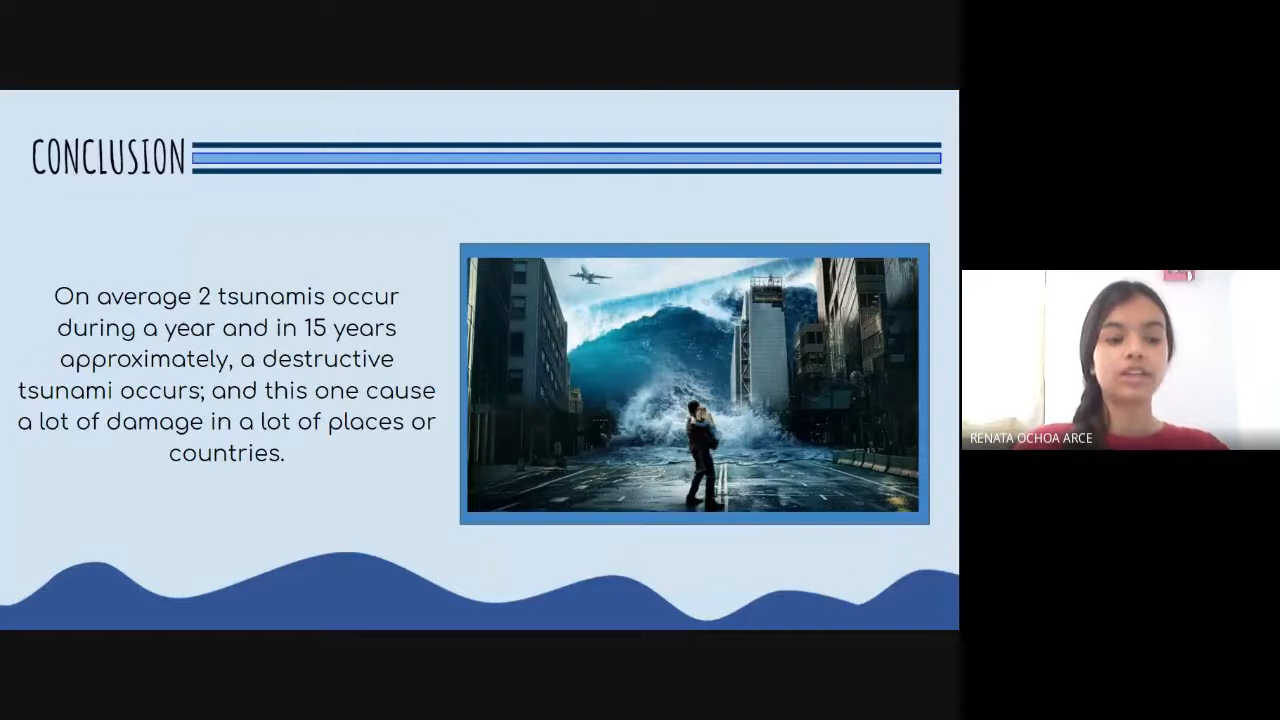 CONCLUSION
On average 2 tsunamis occur
during a year and in 15 years
approximately, a destructive
tsunami occurs; and this one cause
a lot of damage in a lot of places or
countries.
RENATA OCHOA ARCE